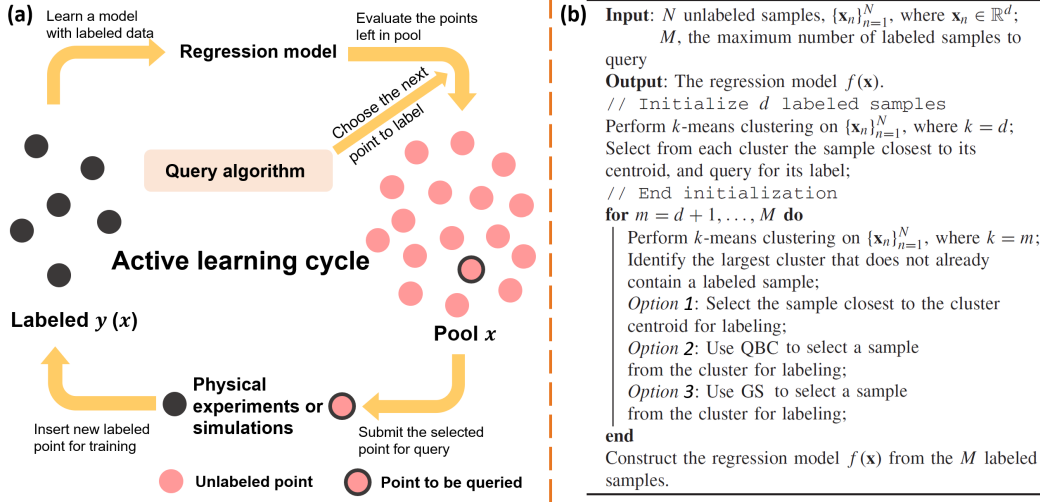 (a)
Learn a model
with labeled data
Regression model
Evaluate the points
left in pool
Choose the next
point to label
Query algorithm
Active learning cycle
Labeled y (x)
Pool x
Physical
experiments or
simulations
Insert new labeled
point for training
Submit the selected
point for query
Unlabeled point
Point to be queried
(b)
Input: N unlabeled samples, {xₙ}ₙ₌₁ᴺ, where xₙ ∈ ℝᵈ;
M, the maximum number of labeled samples to
query
Output: The regression model f(x).
// Initialize d labeled samples
Perform k-means clustering on {xₙ}ₙ₌₁ᴺ, where k = d;
Select from each cluster the sample closest to its
centroid, and query for its label;
// End initialization
for m = d + 1, . . . , M do
Perform k-means clustering on {xₙ}ₙ₌₁ᴺ, where k = m;
Identify the largest cluster that does not already
contain a labeled sample;
Option 1: Select the sample closest to the cluster
centroid for labeling;
Option 2: Use QBC to select a sample
from the cluster for labeling;
Option 3: Use GS to select a sample
from the cluster for labeling;
end
Construct the regression model f(x) from the M labeled
samples.